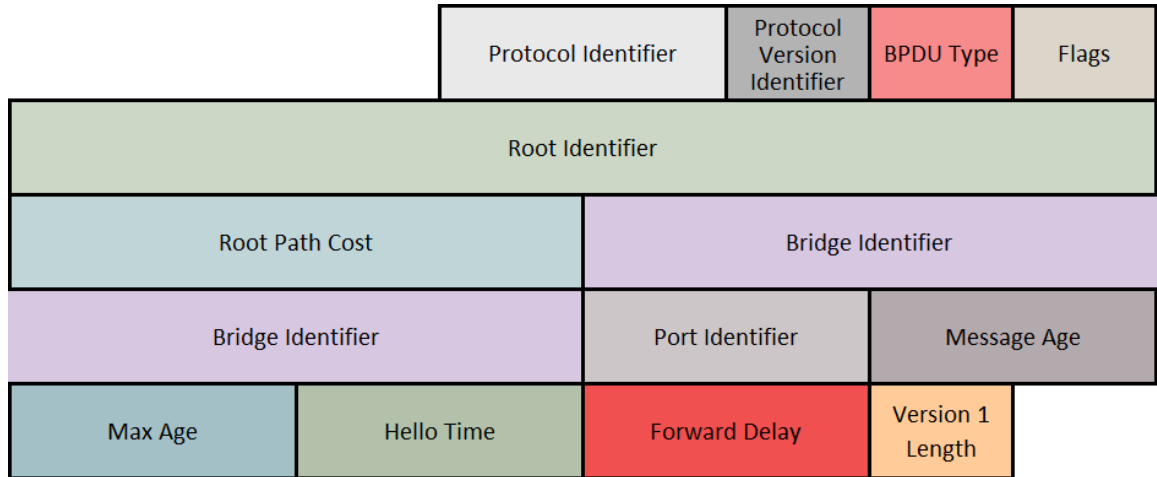 Protocol Identifier
Protocol
Version
Identifier
BPDU Type
Flags
Root Identifier
Root Path Cost
Bridge Identifier
Bridge Identifier
Port Identifier
Message Age
Max Age
Hello Time
Forward Delay
Version 1
Length